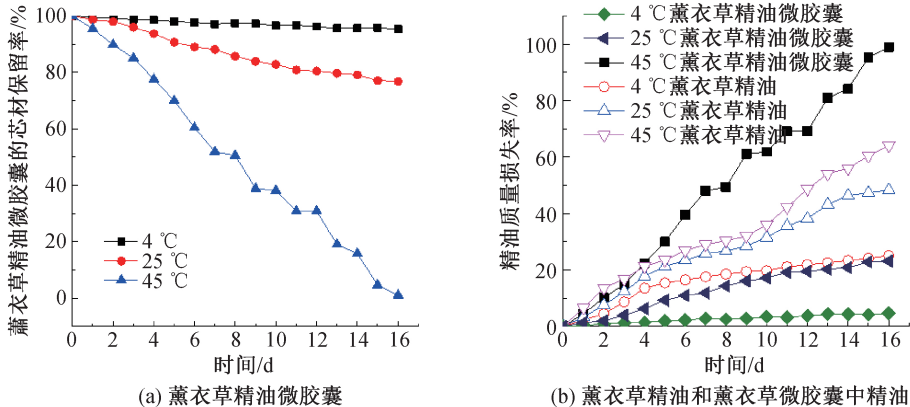 100
80
60
40
20
0
蕭衣草精油微胶囊的芯材保留率/%
4 ℃
25 ℃
45 ℃
0 2 4 6 8 10 12 14 16
时间/d
(a) 薰衣草精油微胶囊
4 ℃薰衣草精油微胶囊
25 ℃薰衣草精油微胶囊
45 ℃薰衣草精油微胶囊
4 ℃薰衣草精油
25 ℃薰衣草精油
45 ℃薰衣草精油
100
80
60
40
20
0
精油质量损失率/%
0 2 4 6 8 10 12 14 16
时间/d
(b) 薰衣草精油和薰衣草微胶囊中精油